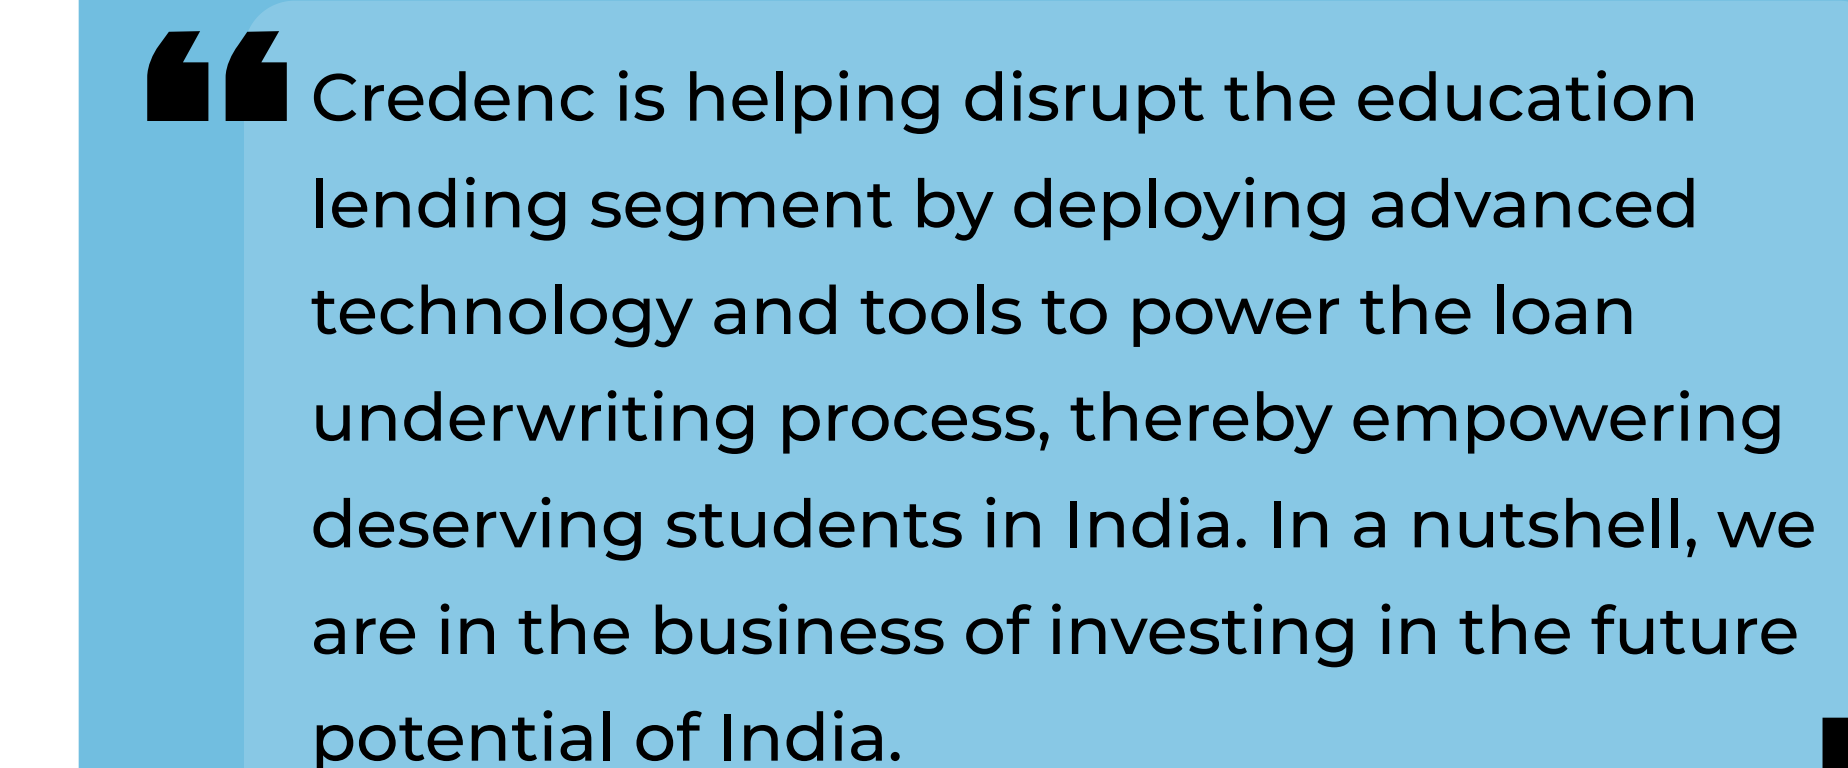 “ Credenc is helping disrupt the education
lending segment by deploying advanced
technology and tools to power the loan
underwriting process, thereby empowering
deserving students in India. In a nutshell, we
are in the business of investing in the future
potential of India.